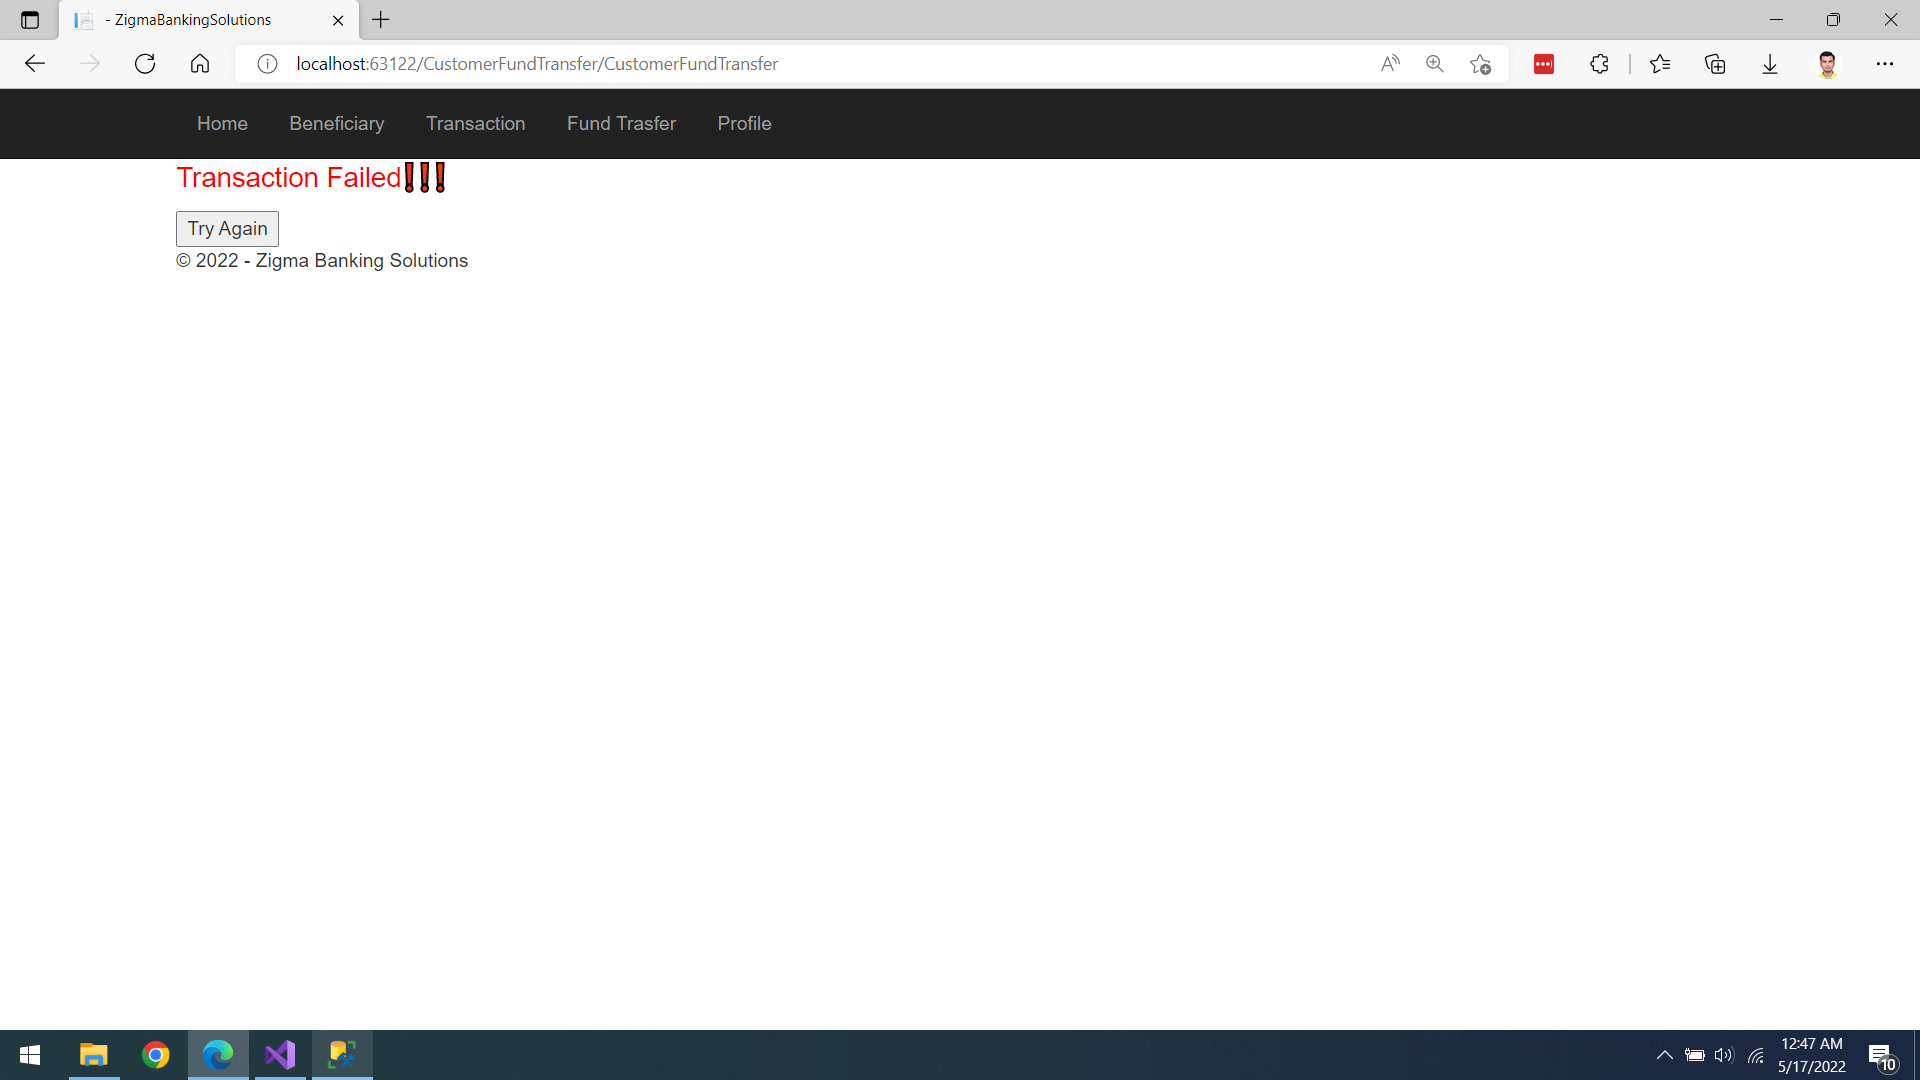 - ZigmaBankingSolutions
localhost:63122/CustomerFundTransfer/CustomerFundTransfer
Home Beneficiary Transaction Fund Trasfer Profile
Transaction Failed❗❗❗
Try Again
© 2022 - Zigma Banking Solutions
12:47 AM
5/17/2022
10